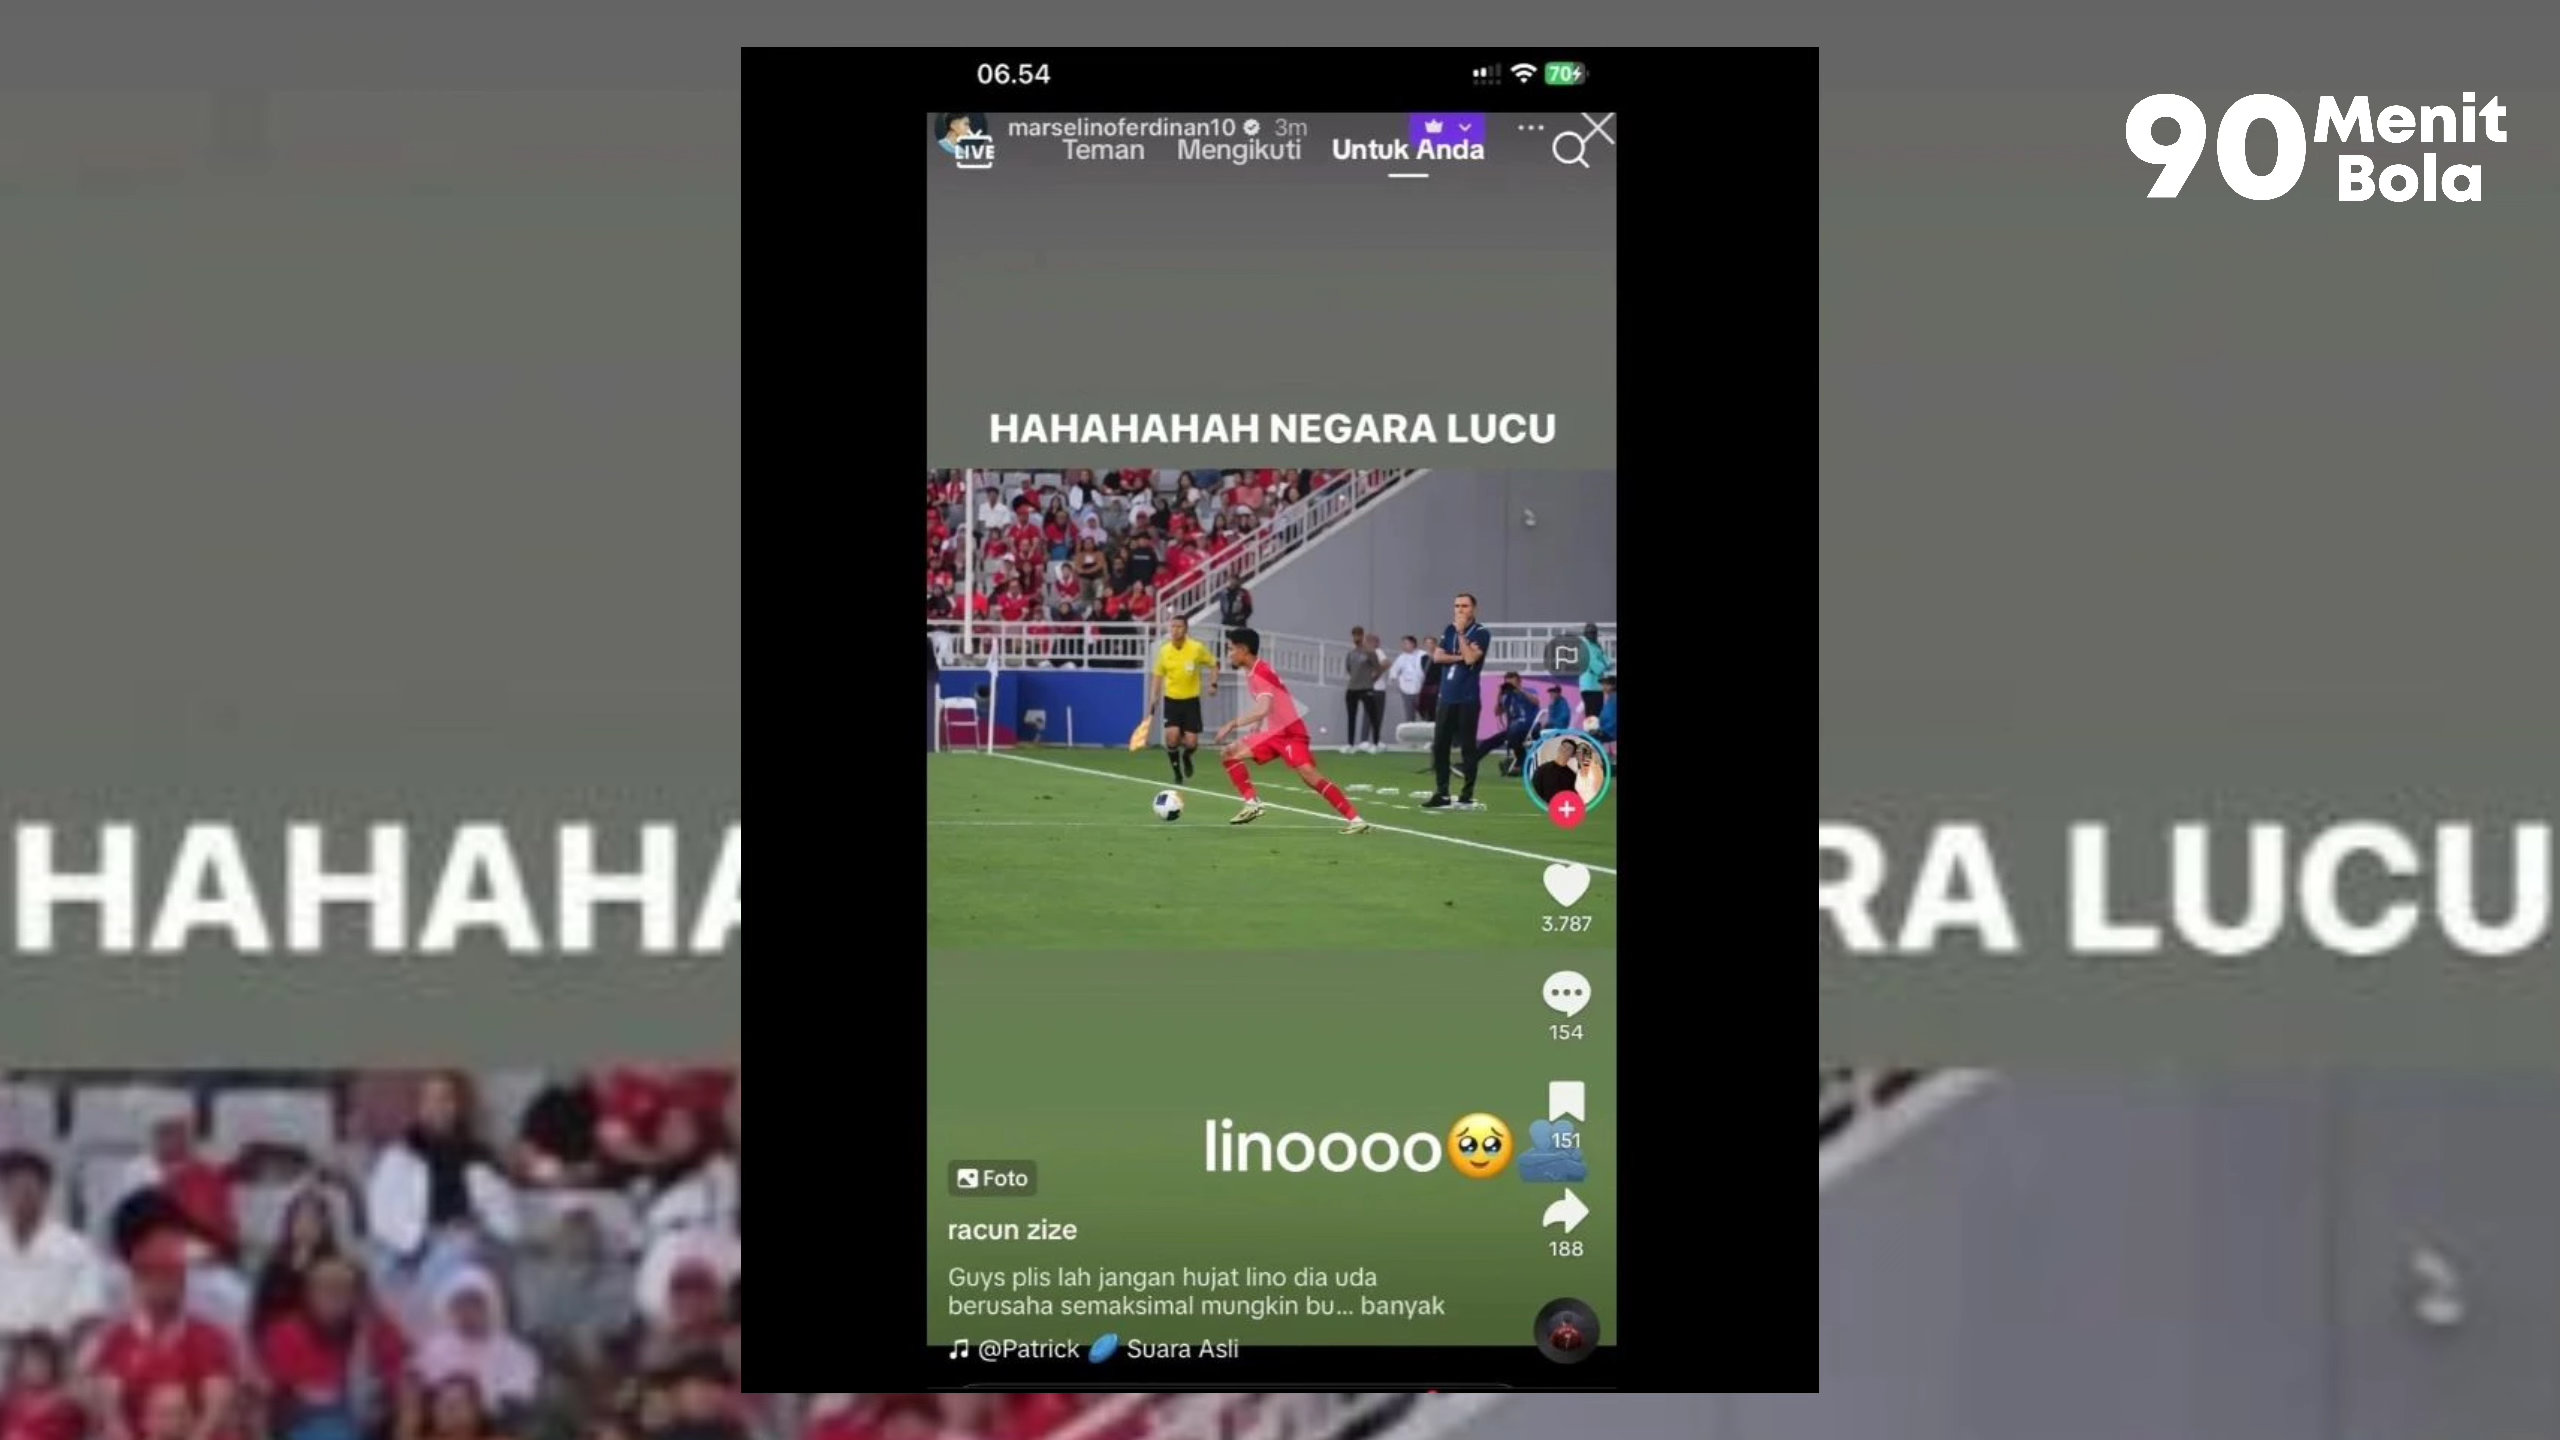 90 Menit
Bola
06.54
70
marselinoferdinan10 3m
LIVE Teman Mengikuti Untuk Anda
HAHAHAHAH NEGARA LUCU
7
3.787
154
linoooo🥹🫂
151
Foto
188
racun zize
Guys plis lah jangan hujat lino dia uda
berusaha semaksimal mungkin bu... banyak
@Patrick 🏉 Suara Asli
HAHAHA
RA LUCU